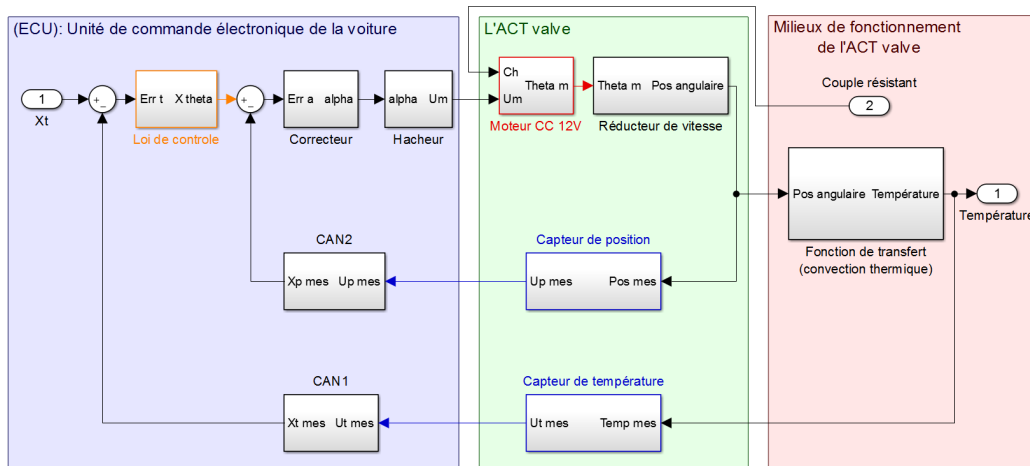 (ECU): Unité de commande électronique de la voiture
L'ACT valve
Milieux de fonctionnement
de l'ACT valve
Couple résistant
2
1
Xt
+
_
Err t X theta
Loi de controle
+
_
Err a alpha
Correcteur
alpha Um
Hacheur
Ch
Um
Theta m
Moteur CC 12V
Theta m Pos angulaire
Réducteur de vitesse
Pos angulaire Température
Fonction de transfert
(convection thermique)
1
Température
CAN2
Xp mes Up mes
Capteur de position
Up mes Pos mes
CAN1
Xt mes Ut mes
Capteur de température
Ut mes Temp mes